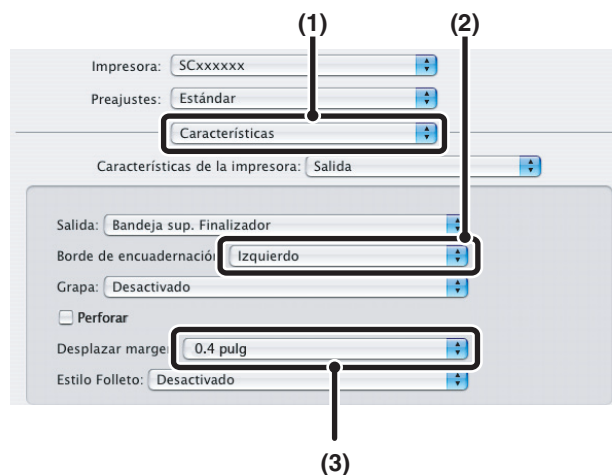 (1) (2)
Impresora: SCxxxxxx
Preajustes: Estándar
Características
Características de la impresora: Salida
Salida: Bandeja sup. Finalizador
Borde de encuadernación Izquierdo
Grapa: Desactivado
Perforar
Desplazar margen 0.4 pulg
Estilo Folleto: Desactivado
(3)